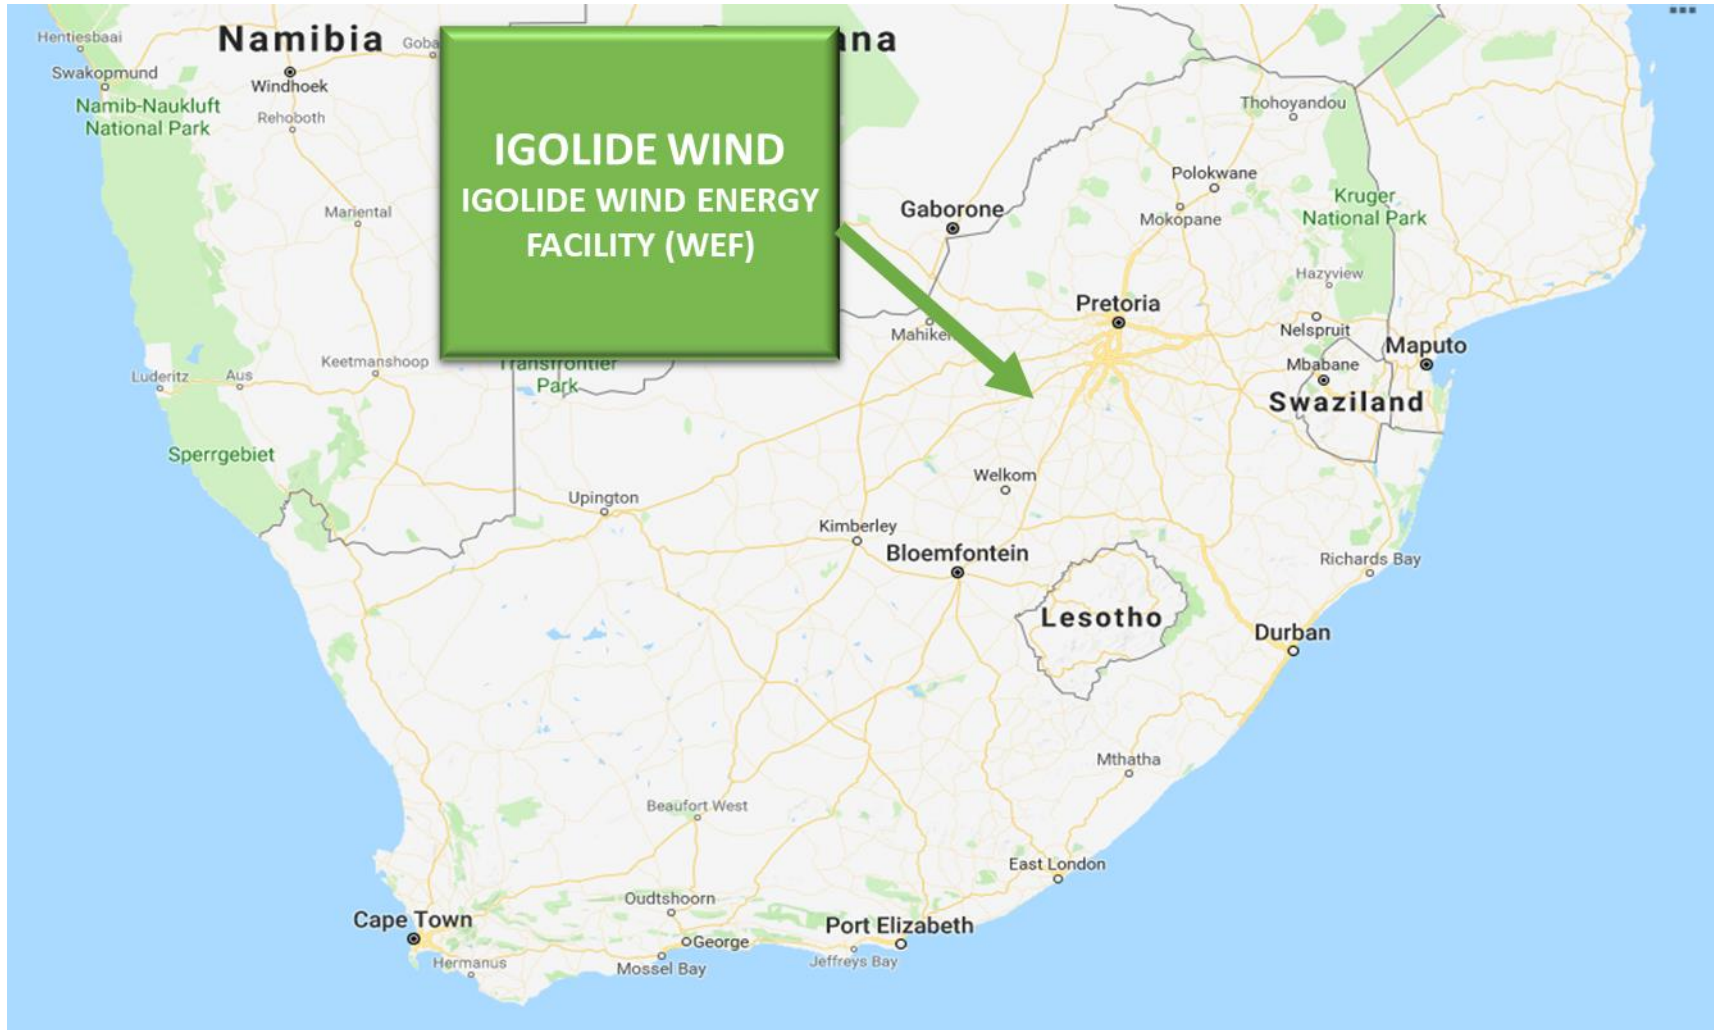 Hentiesbaai
Namibia
Swakopmund
Windhoek
Namib-Naukluft
National Park
Rehoboth
IGOLIDE WIND
IGOLIDE WIND ENERGY
FACILITY (WEF)
Thohoyandou
Polokwane
Mokopane
Kruger
National Park
Mariental
Gaborone
Hazyview
Pretoria
Nelspruit
Maputo
Mbabane
Swaziland
Luderitz
Aus
Keetmanshoop
Transfrontier
Park
Sperrgebiet
Welkom
Upington
Kimberley
Bloemfontein
Richards Bay
Lesotho
Durban
Mthatha
Beaufort West
East London
Oudtshoorn
Cape Town
Port Elizabeth
George
Hermanus
Mossel Bay
Jeffreys Bay